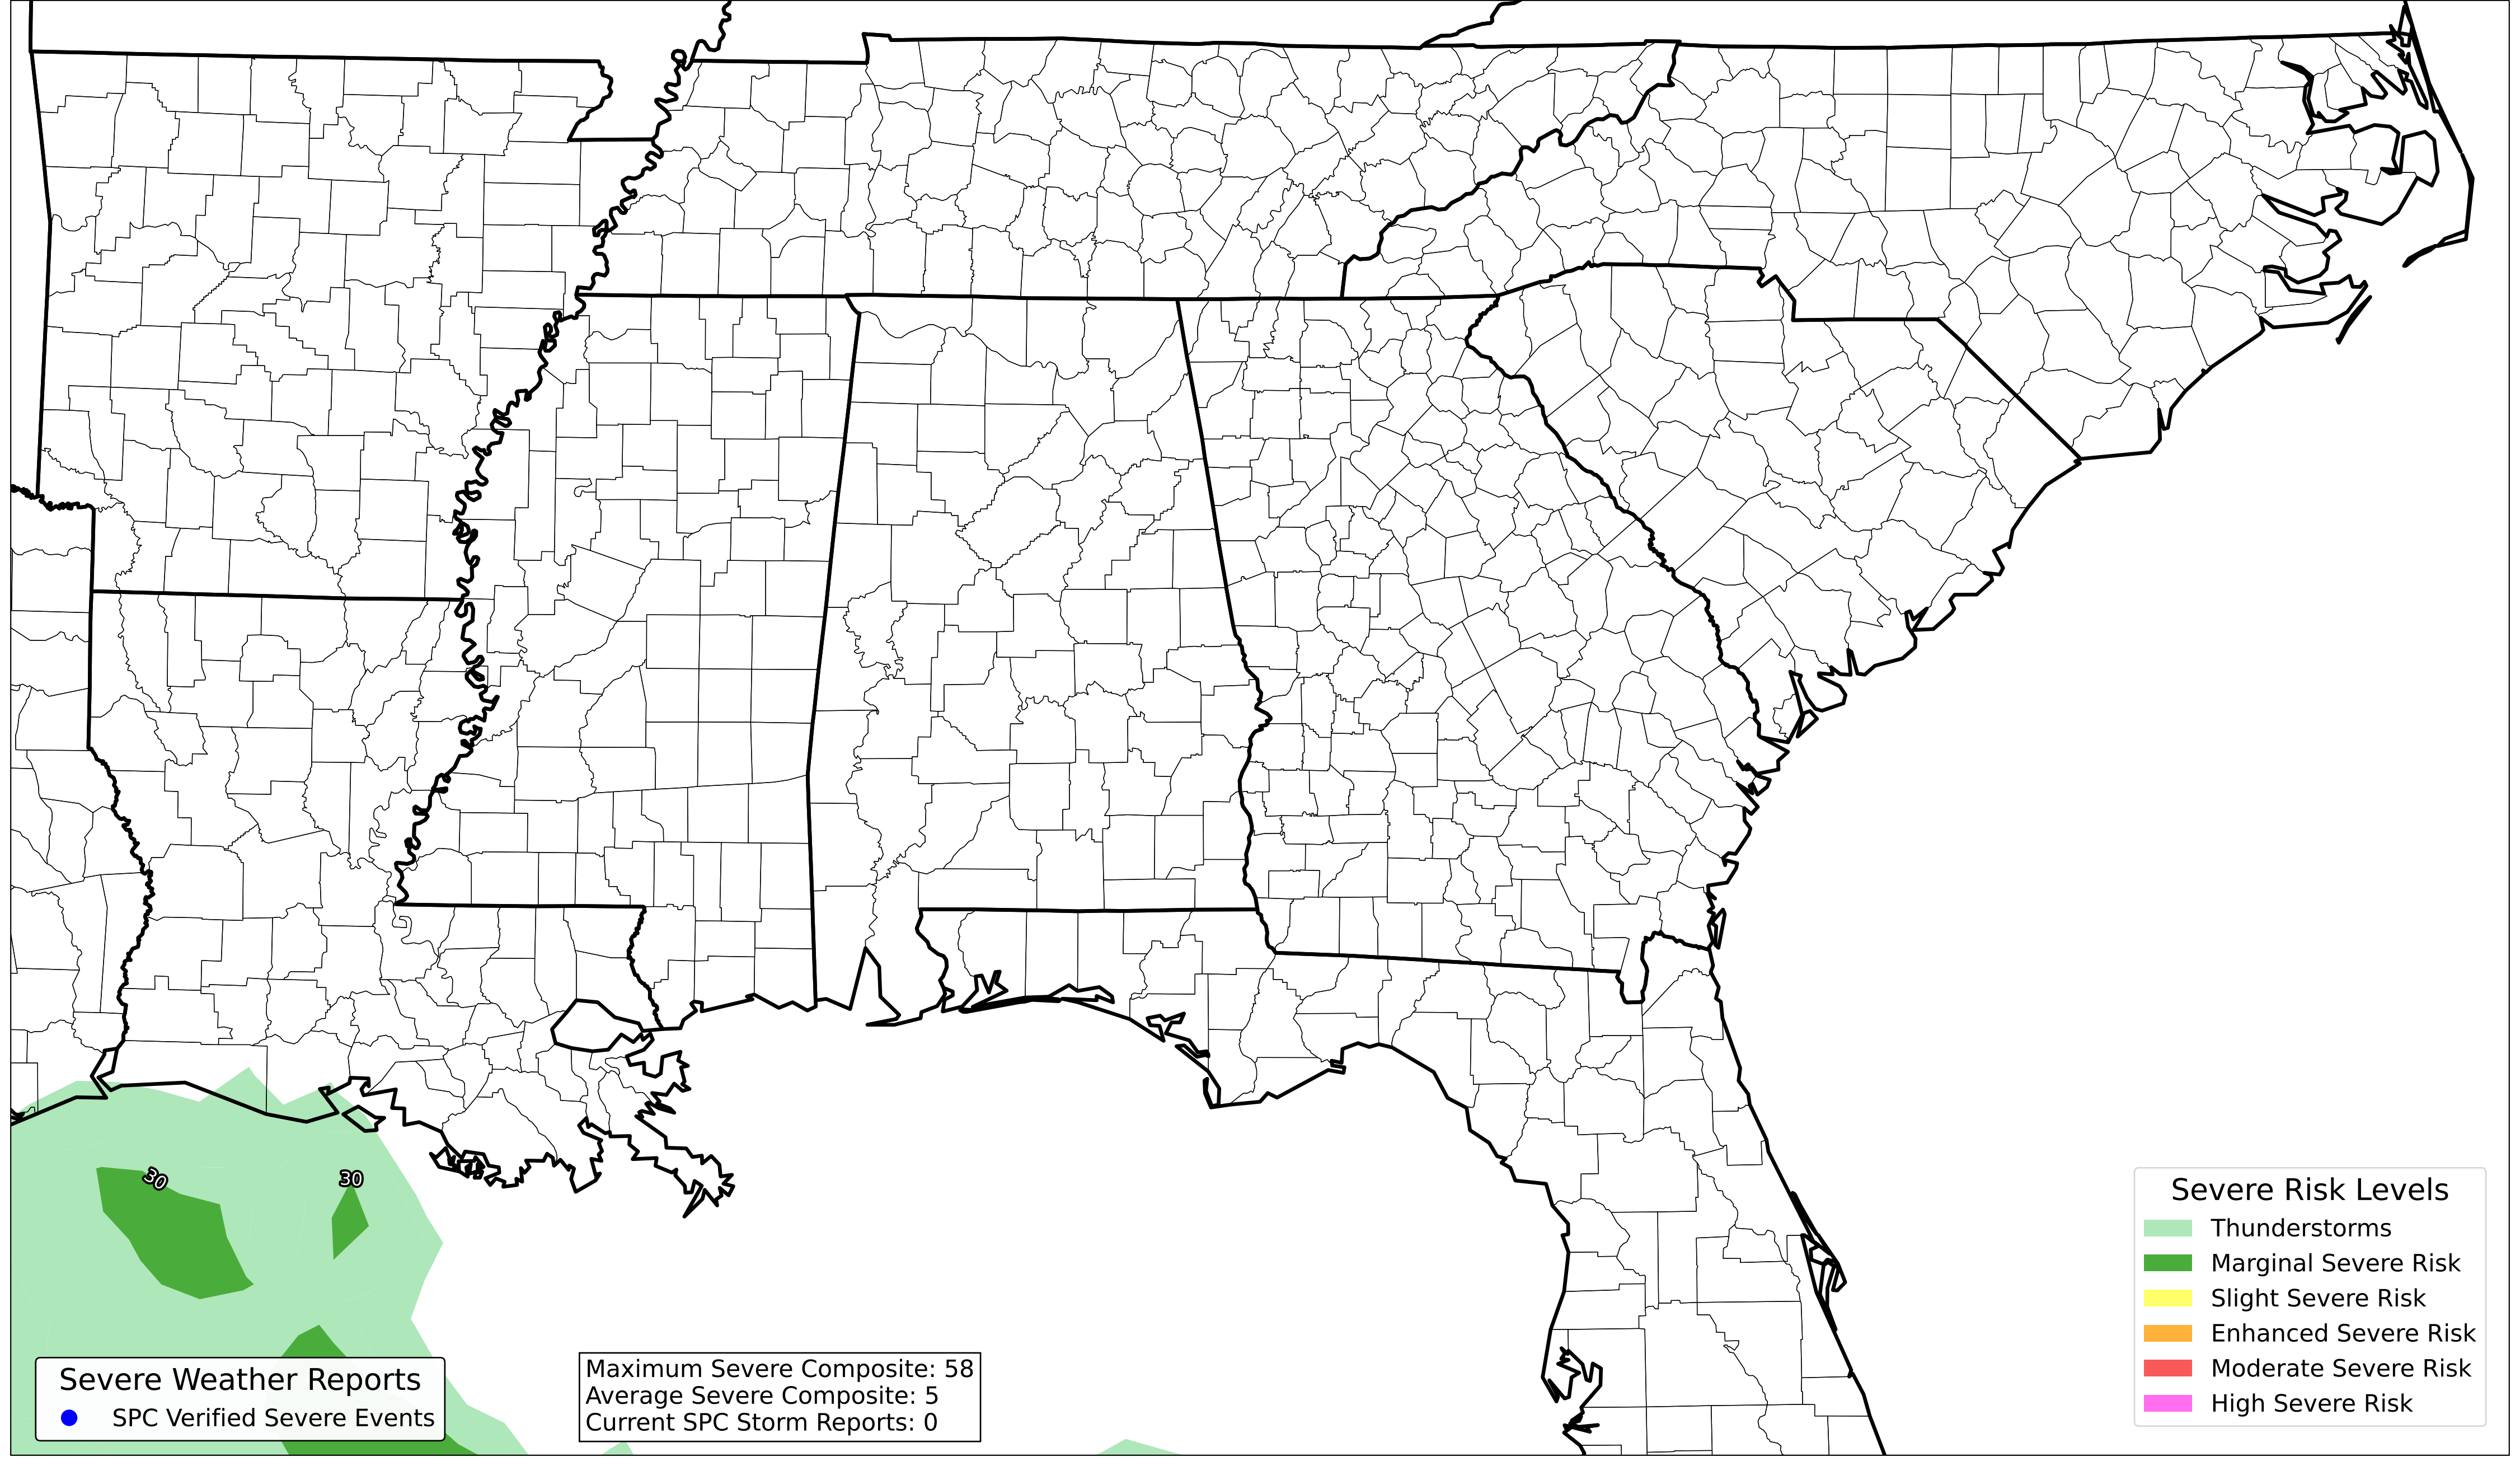 30
30
Severe Weather Reports
SPC Verified Severe Events
Maximum Severe Composite: 58
Average Severe Composite: 5
Current SPC Storm Reports: 0
Severe Risk Levels
Thunderstorms
Marginal Severe Risk
Slight Severe Risk
Enhanced Severe Risk
Moderate Severe Risk
High Severe Risk